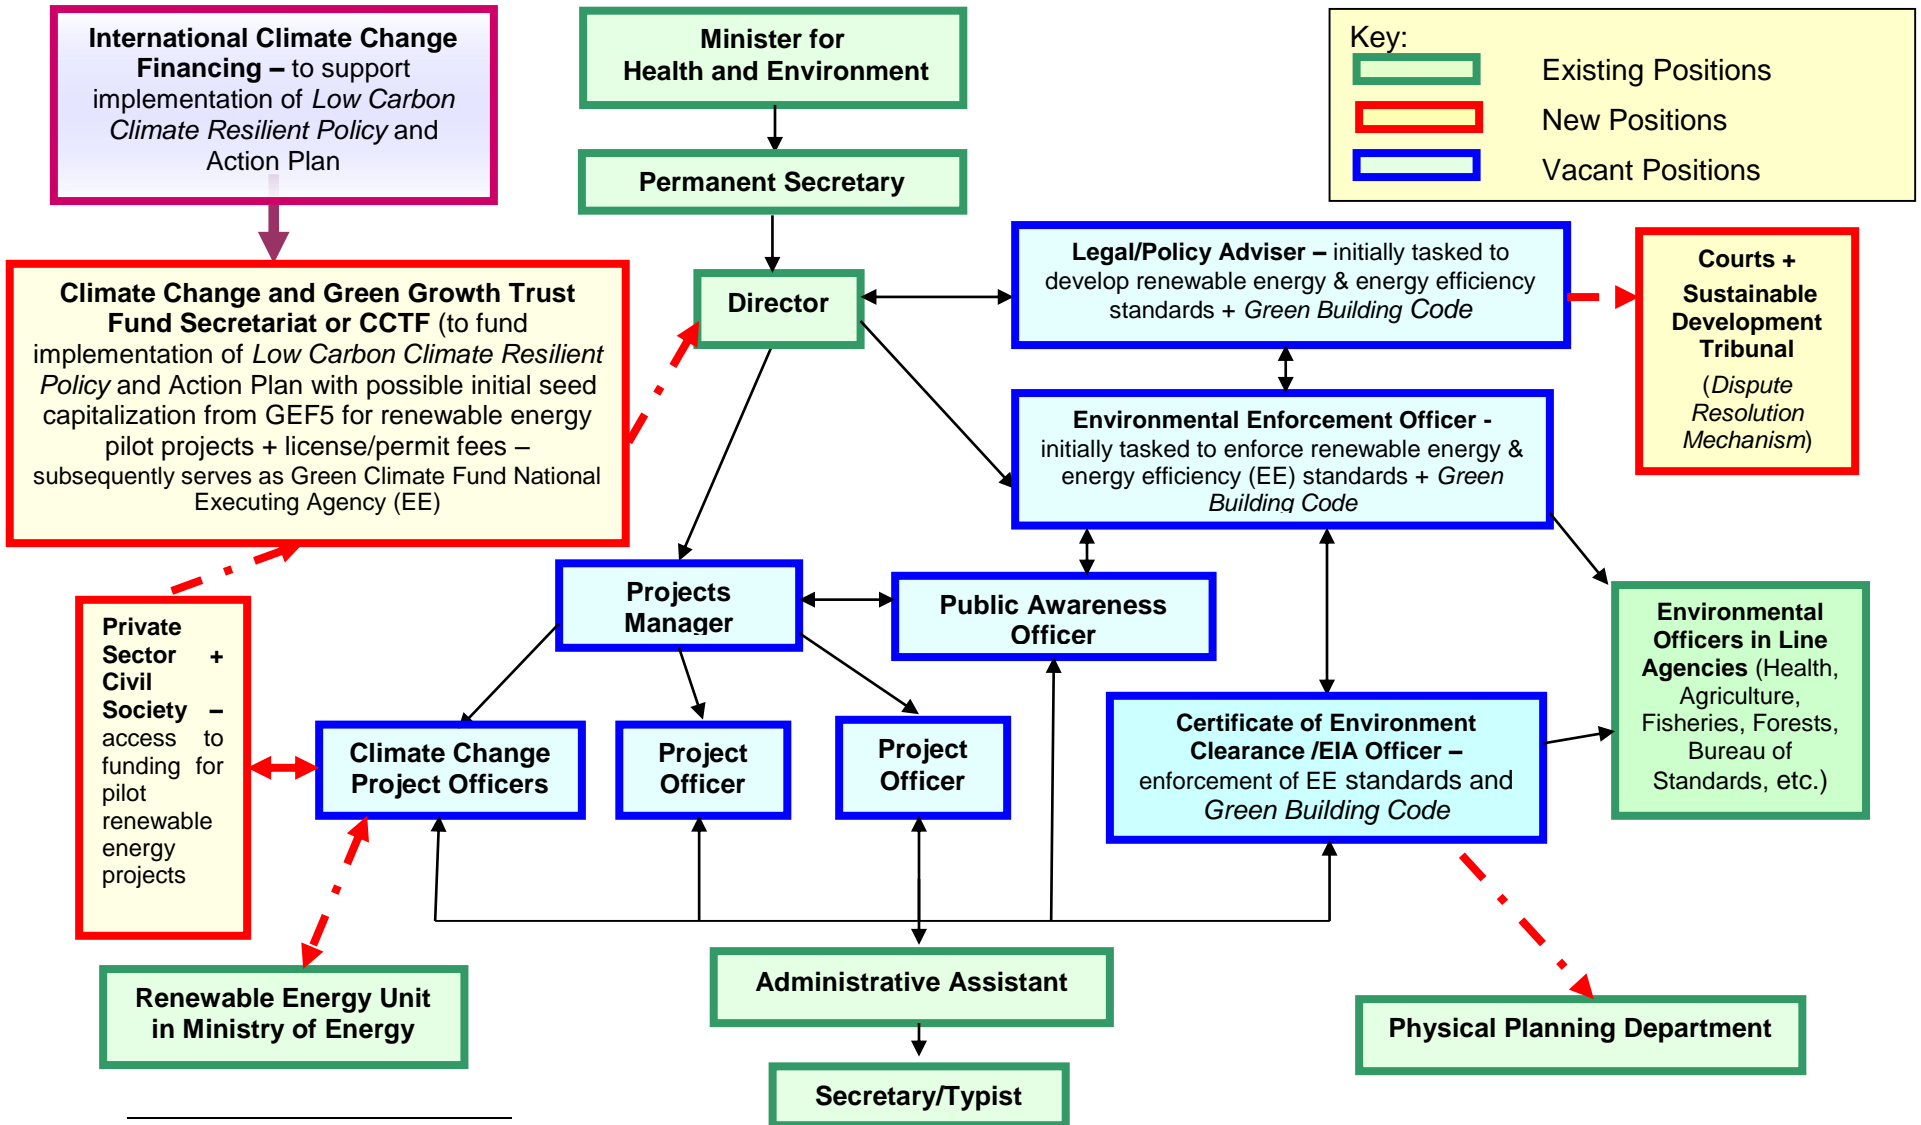 International Climate Change
Financing – to support
implementation of Low Carbon
Climate Resilient Policy and
Action Plan
Minister for
Health and Environment
Key:
Existing Positions
New Positions
Vacant Positions
Permanent Secretary
Climate Change and Green Growth Trust
Fund Secretariat or CCTF (to fund
implementation of Low Carbon Climate Resilient
Policy and Action Plan with possible initial seed
capitalization from GEF5 for renewable energy
pilot projects + license/permit fees –
subsequently serves as Green Climate Fund National
Executing Agency (EE)
Director
Legal/Policy Adviser – initially tasked to
develop renewable energy & energy efficiency
standards + Green Building Code
Courts +
Sustainable
Development
Tribunal
(Dispute
Resolution
Mechanism)
Environmental Enforcement Officer -
initially tasked to enforce renewable energy &
energy efficiency (EE) standards + Green
Building Code
Projects
Manager
Public Awareness
Officer
Environmental
Officers in Line
Agencies (Health,
Agriculture,
Fisheries, Forests,
Bureau of
Standards, etc.)
Private
Sector +
Civil
Society –
access to
funding for
pilot
renewable
energy
projects
Climate Change
Project Officers
Project
Officer
Project
Officer
Certificate of Environment
Clearance /EIA Officer –
enforcement of EE standards and
Green Building Code
Renewable Energy Unit
in Ministry of Energy
Administrative Assistant
Physical Planning Department
Secretary/Typist